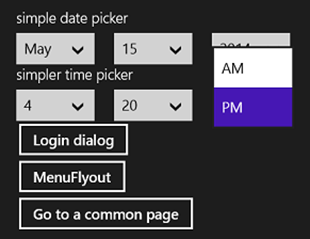 simple date picker
May 15
simpler time picker
4 20
AM
PM
Login dialog
MenuFlyout
Go to a common page